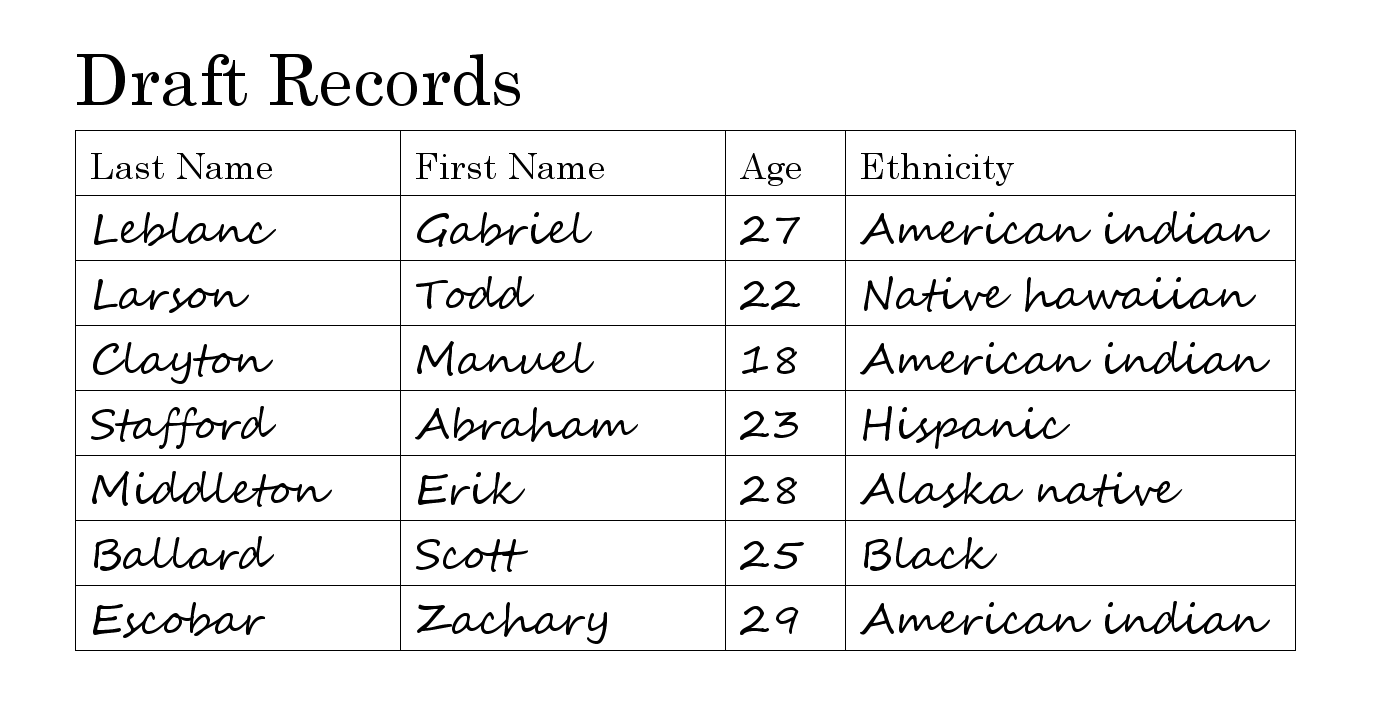 Draft Records
Last Name First Name Age Ethnicity
Leblanc Gabriel 27 American indian
Larson Todd 22 Native hawaiian
Clayton Manuel 18 American indian
Stafford Abraham 23 Hispanic
Middleton Erik 28 Alaska native
Ballard Scott 25 Black
Escobar Zachary 29 American indian